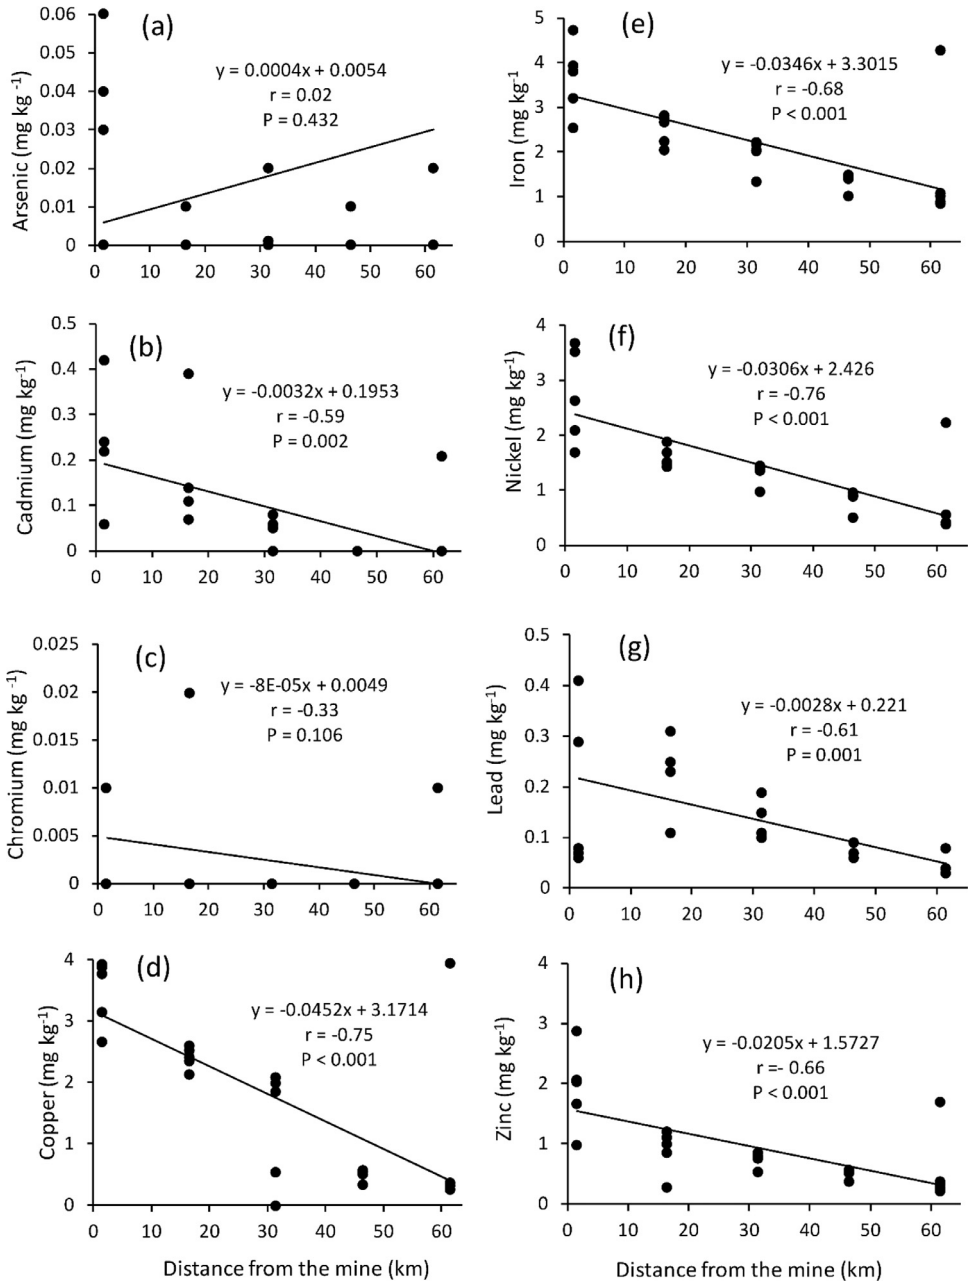 (a)
y = 0.0004x + 0.0054
r = 0.02
P = 0.432
Arsenic (mg kg⁻¹)
0.06
0.05
0.04
0.03
0.02
0.01
0
0 10 20 30 40 50 60
(b)
y = -0.0032x + 0.1953
r = -0.59
P = 0.002
Cadmium (mg kg⁻¹)
0.5
0.4
0.3
0.2
0.1
0
0 10 20 30 40 50 60
(c)
y = -8E-05x + 0.0049
r = -0.33
P = 0.106
Chromium (mg kg⁻¹)
0.025
0.02
0.015
0.01
0.005
0
0 10 20 30 40 50 60
(d)
y = -0.0452x + 3.1714
r = -0.75
P < 0.001
Copper (mg kg⁻¹)
4
3
2
1
0
0 10 20 30 40 50 60
Distance from the mine (km)
(e)
y = -0.0346x + 3.3015
r = -0.68
P < 0.001
Iron (mg kg⁻¹)
5
4
3
2
1
0
0 10 20 30 40 50 60
(f)
y = -0.0306x + 2.426
r = -0.76
P < 0.001
Nickel (mg kg⁻¹)
4
3
2
1
0
0 10 20 30 40 50 60
(g)
y = -0.0028x + 0.221
r = -0.61
P = 0.001
Lead (mg kg⁻¹)
0.5
0.4
0.3
0.2
0.1
0
0 10 20 30 40 50 60
(h)
y = -0.0205x + 1.5727
r =- 0.66
P < 0.001
Zinc (mg kg⁻¹)
4
3
2
1
0
0 10 20 30 40 50 60
Distance from the mine (km)